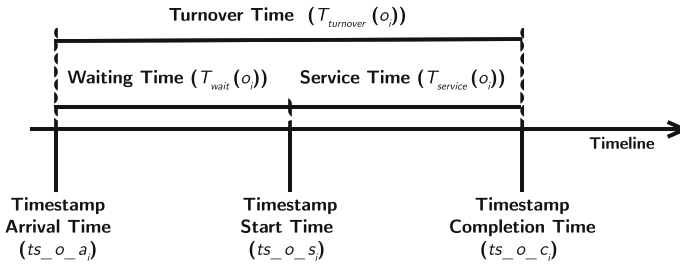 Turnover Time (T_turnover (o_i))
Waiting Time (T_wait (o_i)) Service Time (T_service (o_i))
Timeline
Timestamp Timestamp Timestamp
Arrival Time Start Time Completion Time
(ts_o_a_i) (ts_o_s_i) (ts_o_c_i)